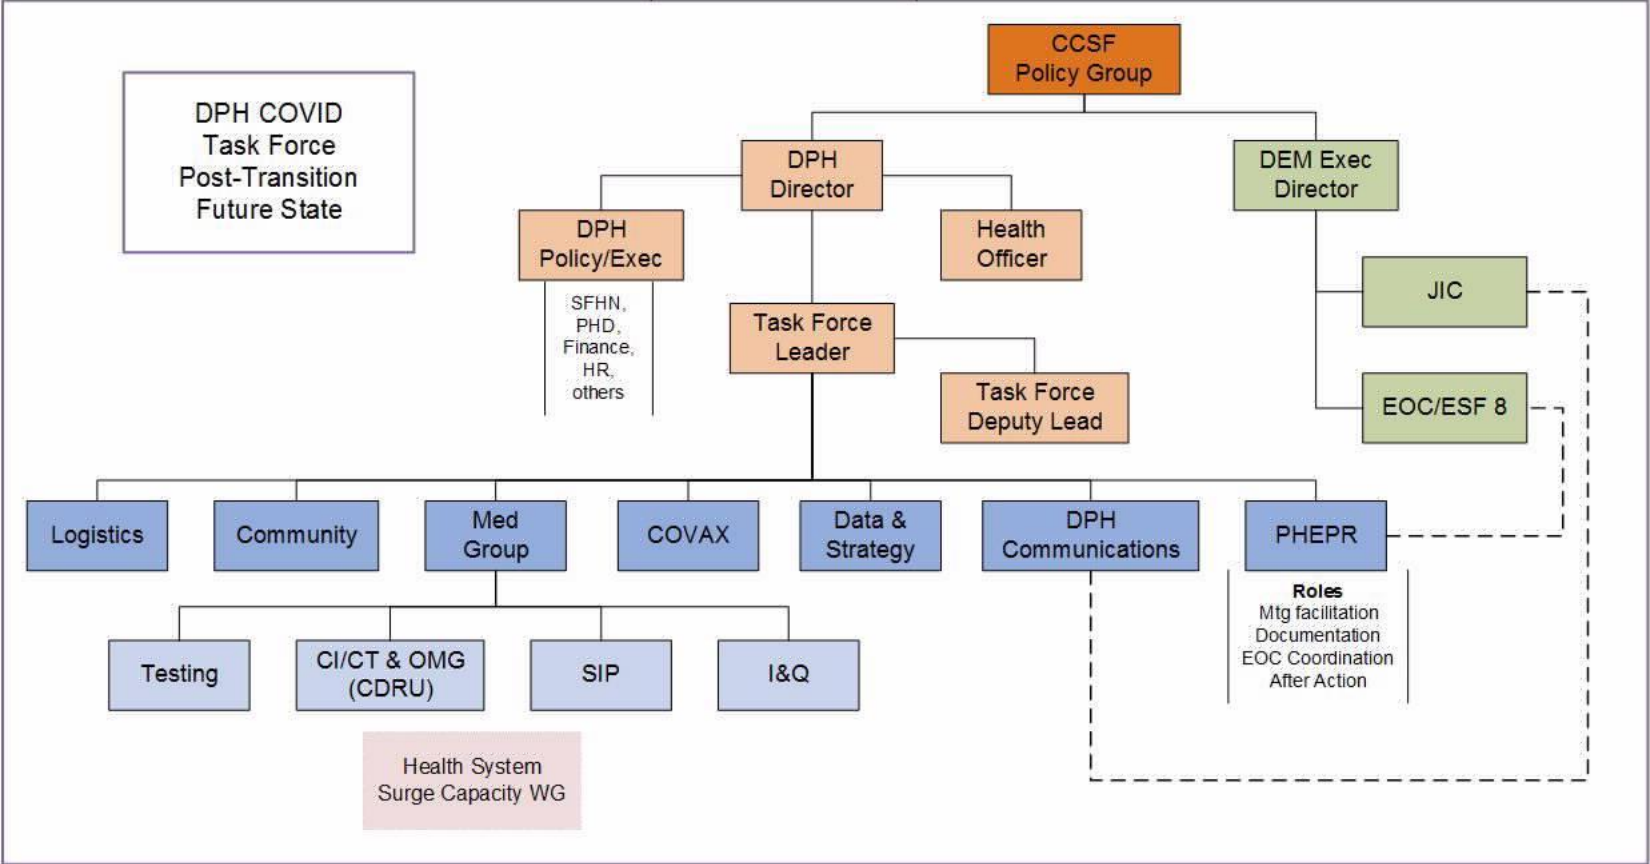 DPH COVID
Task Force
Post-Transition
Future State
CCSF
Policy Group
DPH
Director
DEM Exec
Director
DPH
Policy/Exec
Health
Officer
SFHN,
PHD,
Finance,
HR,
others
JIC
Task Force
Leader
Task Force
Deputy Lead
EOC/ESF 8
Logistics
Community
Med
Group
COVAX
Data &
Strategy
DPH
Communications
PHEPR
Roles
Mtg facilitation
Documentation
EOC Coordination
After Action
Testing
CI/CT & OMG
(CDRU)
SIP
I&Q
Health System
Surge Capacity WG